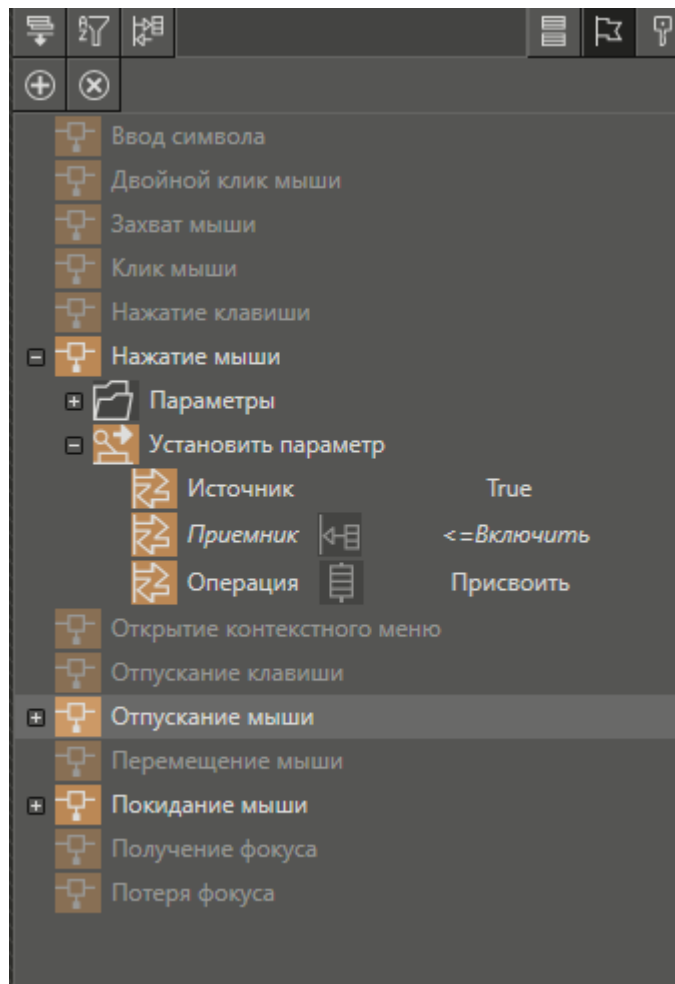 Ввод символа
Двойной клик мыши
Захват мыши
Клик мыши
Нажатие клавиши
Нажатие мыши
Параметры
Установить параметр
Источник True
Приемник <=Включить
Операция Присвоить
Открытие контекстного меню
Отпускание клавиши
Отпускание мыши
Перемещение мыши
Покидание мыши
Получение фокуса
Потеря фокуса